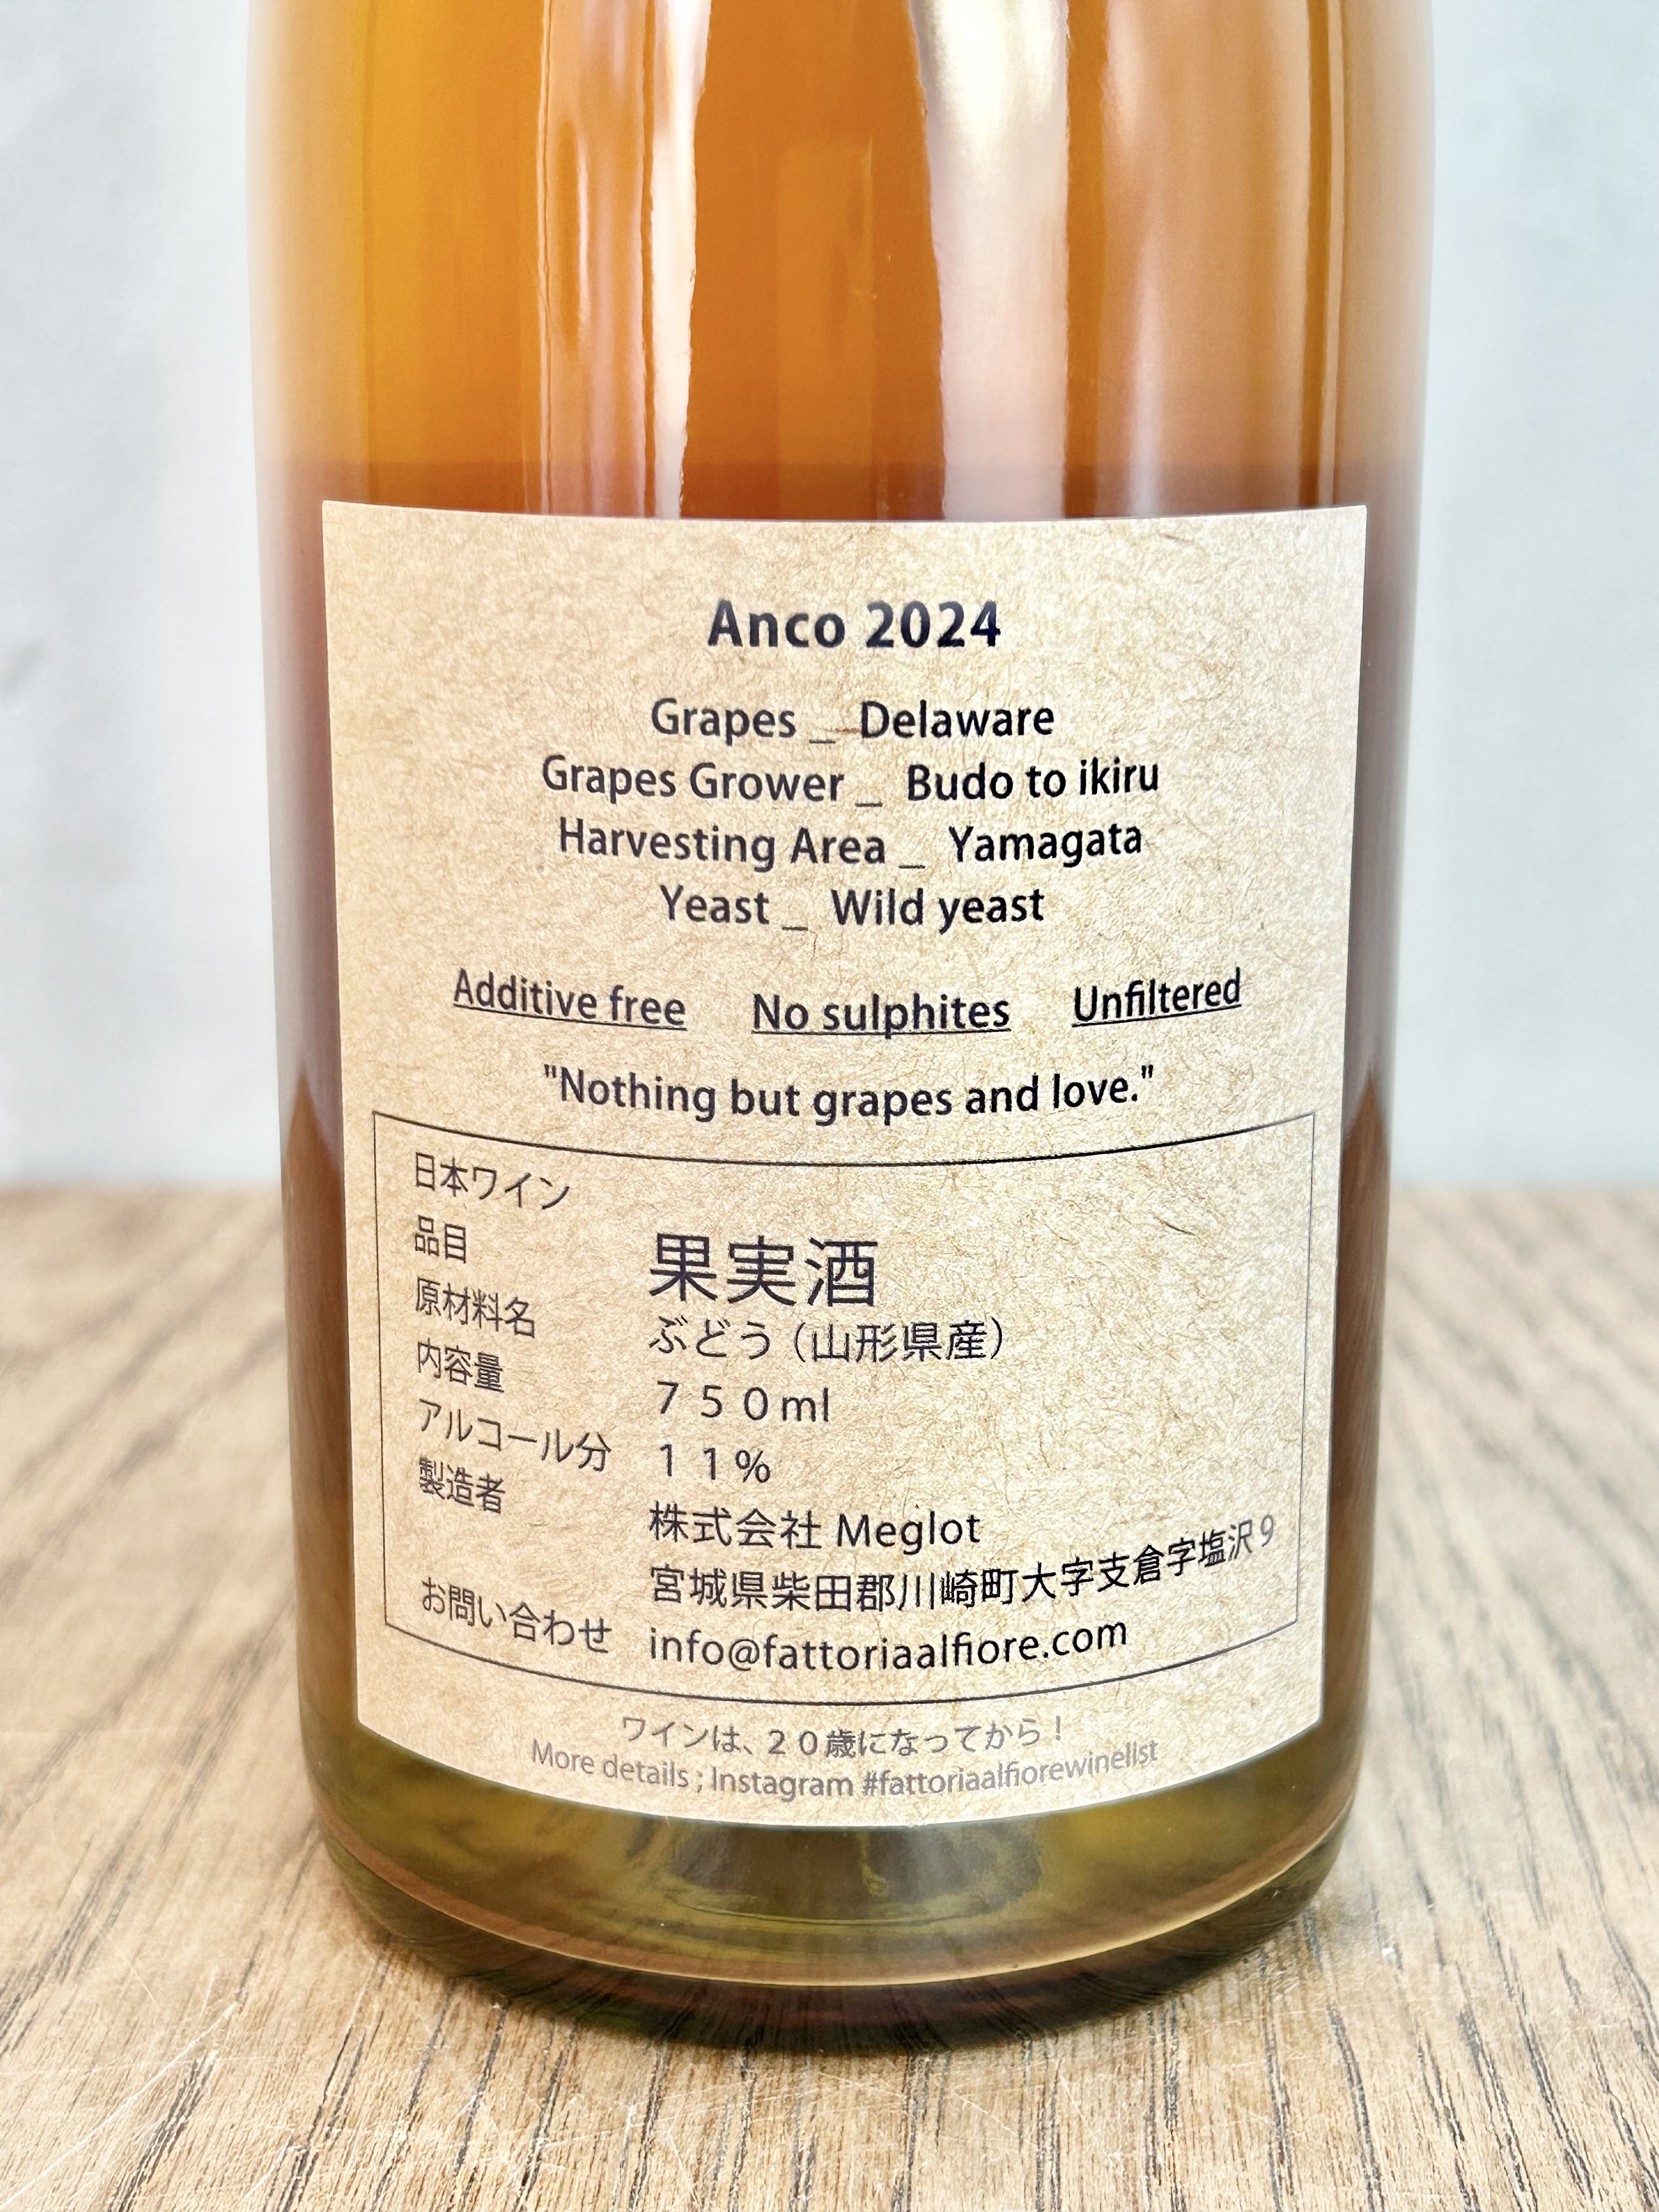 Anco 2024
Grapes _ Delaware
Grapes Grower _ Budo to ikiru
Harvesting Area _ Yamagata
Yeast _ Wild yeast
Additive free No sulphites Unfiltered
"Nothing but grapes and love."
日本ワイン
品目 果実酒
原材料名 ぶどう（山形県産）
内容量 ７５０ml
アルコール分 １１%
製造者 株式会社 Meglot
宮城県柴田郡川崎町大字支倉字塩沢９
お問い合わせ info@fattoriaalfiore.com
ワインは、２０歳になってから！
More details ; Instagram #fattoriaalfiorewinelist